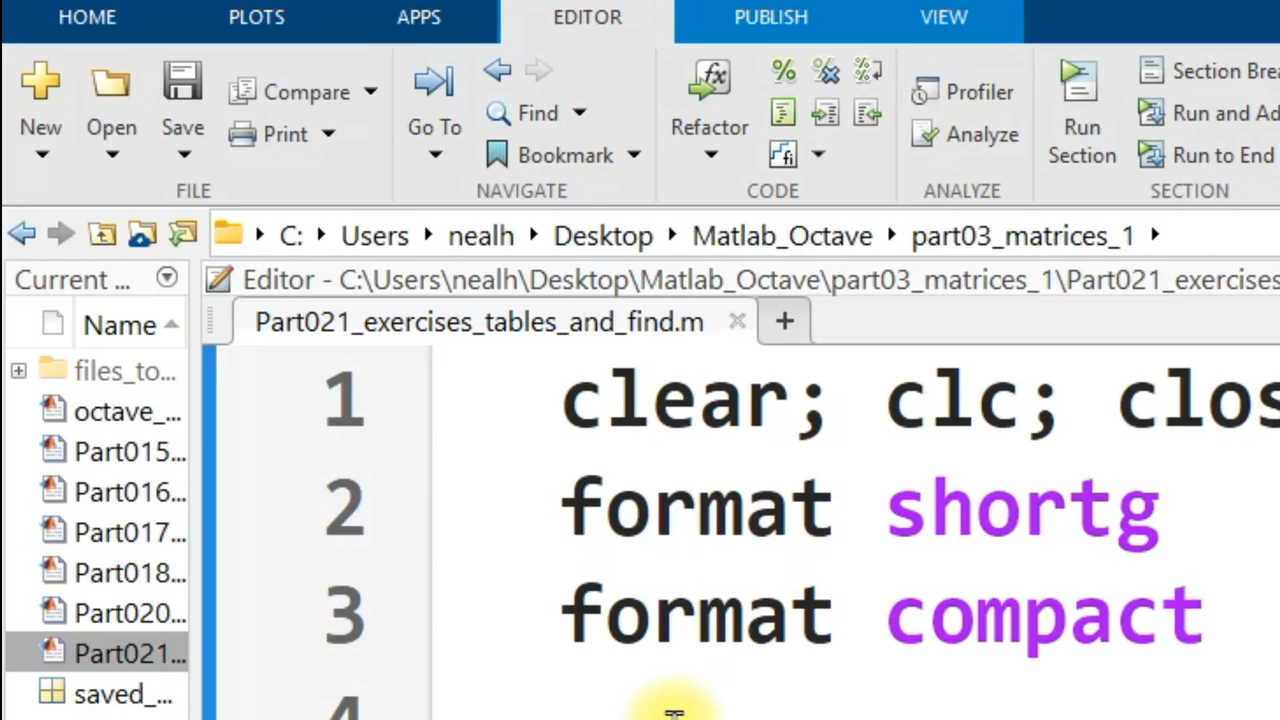 HOME PLOTS APPS EDITOR PUBLISH VIEW
New Open Save Compare Print Go To Find Bookmark Refactor Profiler Analyze Run Section Section Brea Run and Ad Run to End
FILE NAVIGATE CODE ANALYZE SECTION
C: Users nealh Desktop Matlab_Octave part03_matrices_1
Current ... Editor - C:\Users\nealh\Desktop\Matlab_Octave\part03_matrices_1\Part021_exercises
Name Part021_exercises_tables_and_find.m
files_to...
octave_...
Part015...
Part016...
Part017...
Part018...
Part020...
Part021...
saved_...
1 clear; clc; clos
2 format shortg
3 format compact
4